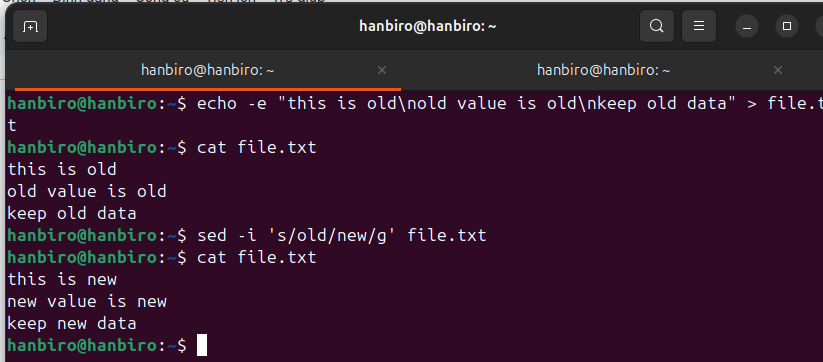 hanbiro@hanbiro: ~
hanbiro@hanbiro: ~ ×
hanbiro@hanbiro: ~ ×
hanbiro@hanbiro:~$ echo -e "this is old\nold value is old\nkeep old data" > file.tx
t
hanbiro@hanbiro:~$ cat file.txt
this is old
old value is old
keep old data
hanbiro@hanbiro:~$ sed -i 's/old/new/g' file.txt
hanbiro@hanbiro:~$ cat file.txt
this is new
new value is new
keep new data
hanbiro@hanbiro:~$